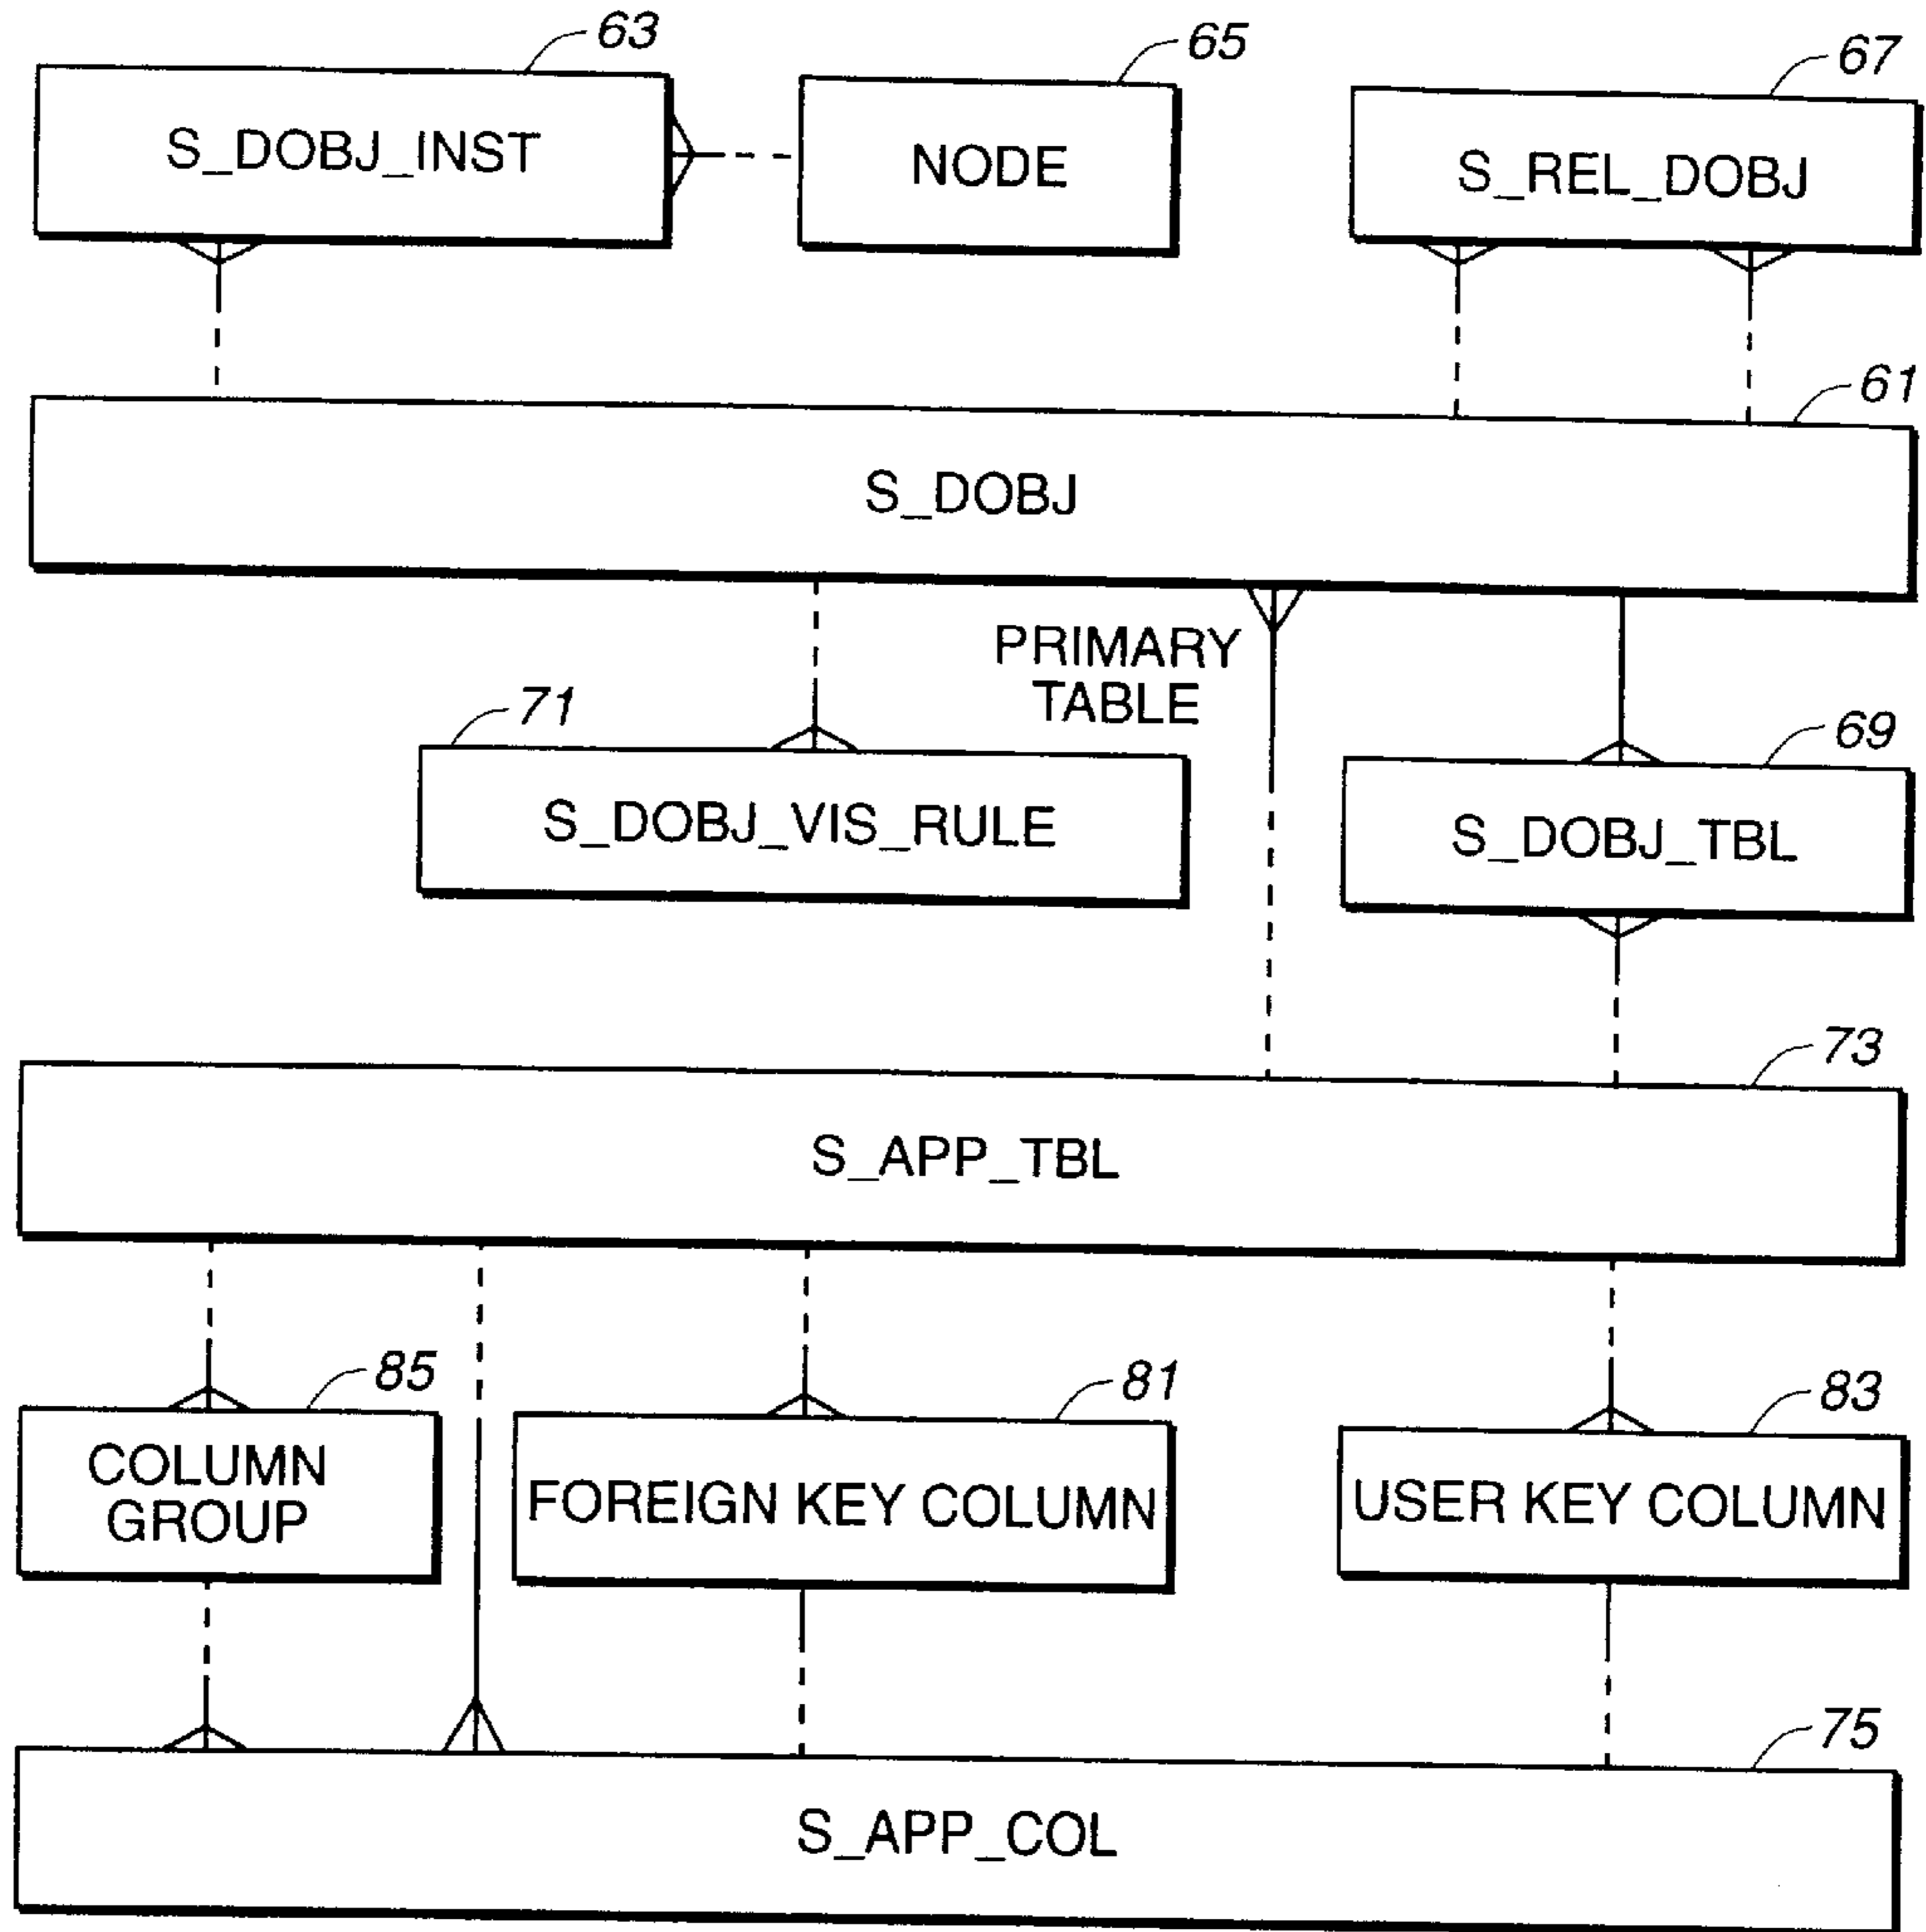 63
65
67
S_DOBJ_INST
NODE
S_REL_DOBJ
61
S_DOBJ
PRIMARY
TABLE
71
69
S_DOBJ_VIS_RULE
S_DOBJ_TBL
73
S_APP_TBL
85
81
83
COLUMN
GROUP
FOREIGN KEY COLUMN
USER KEY COLUMN
75
S_APP_COL